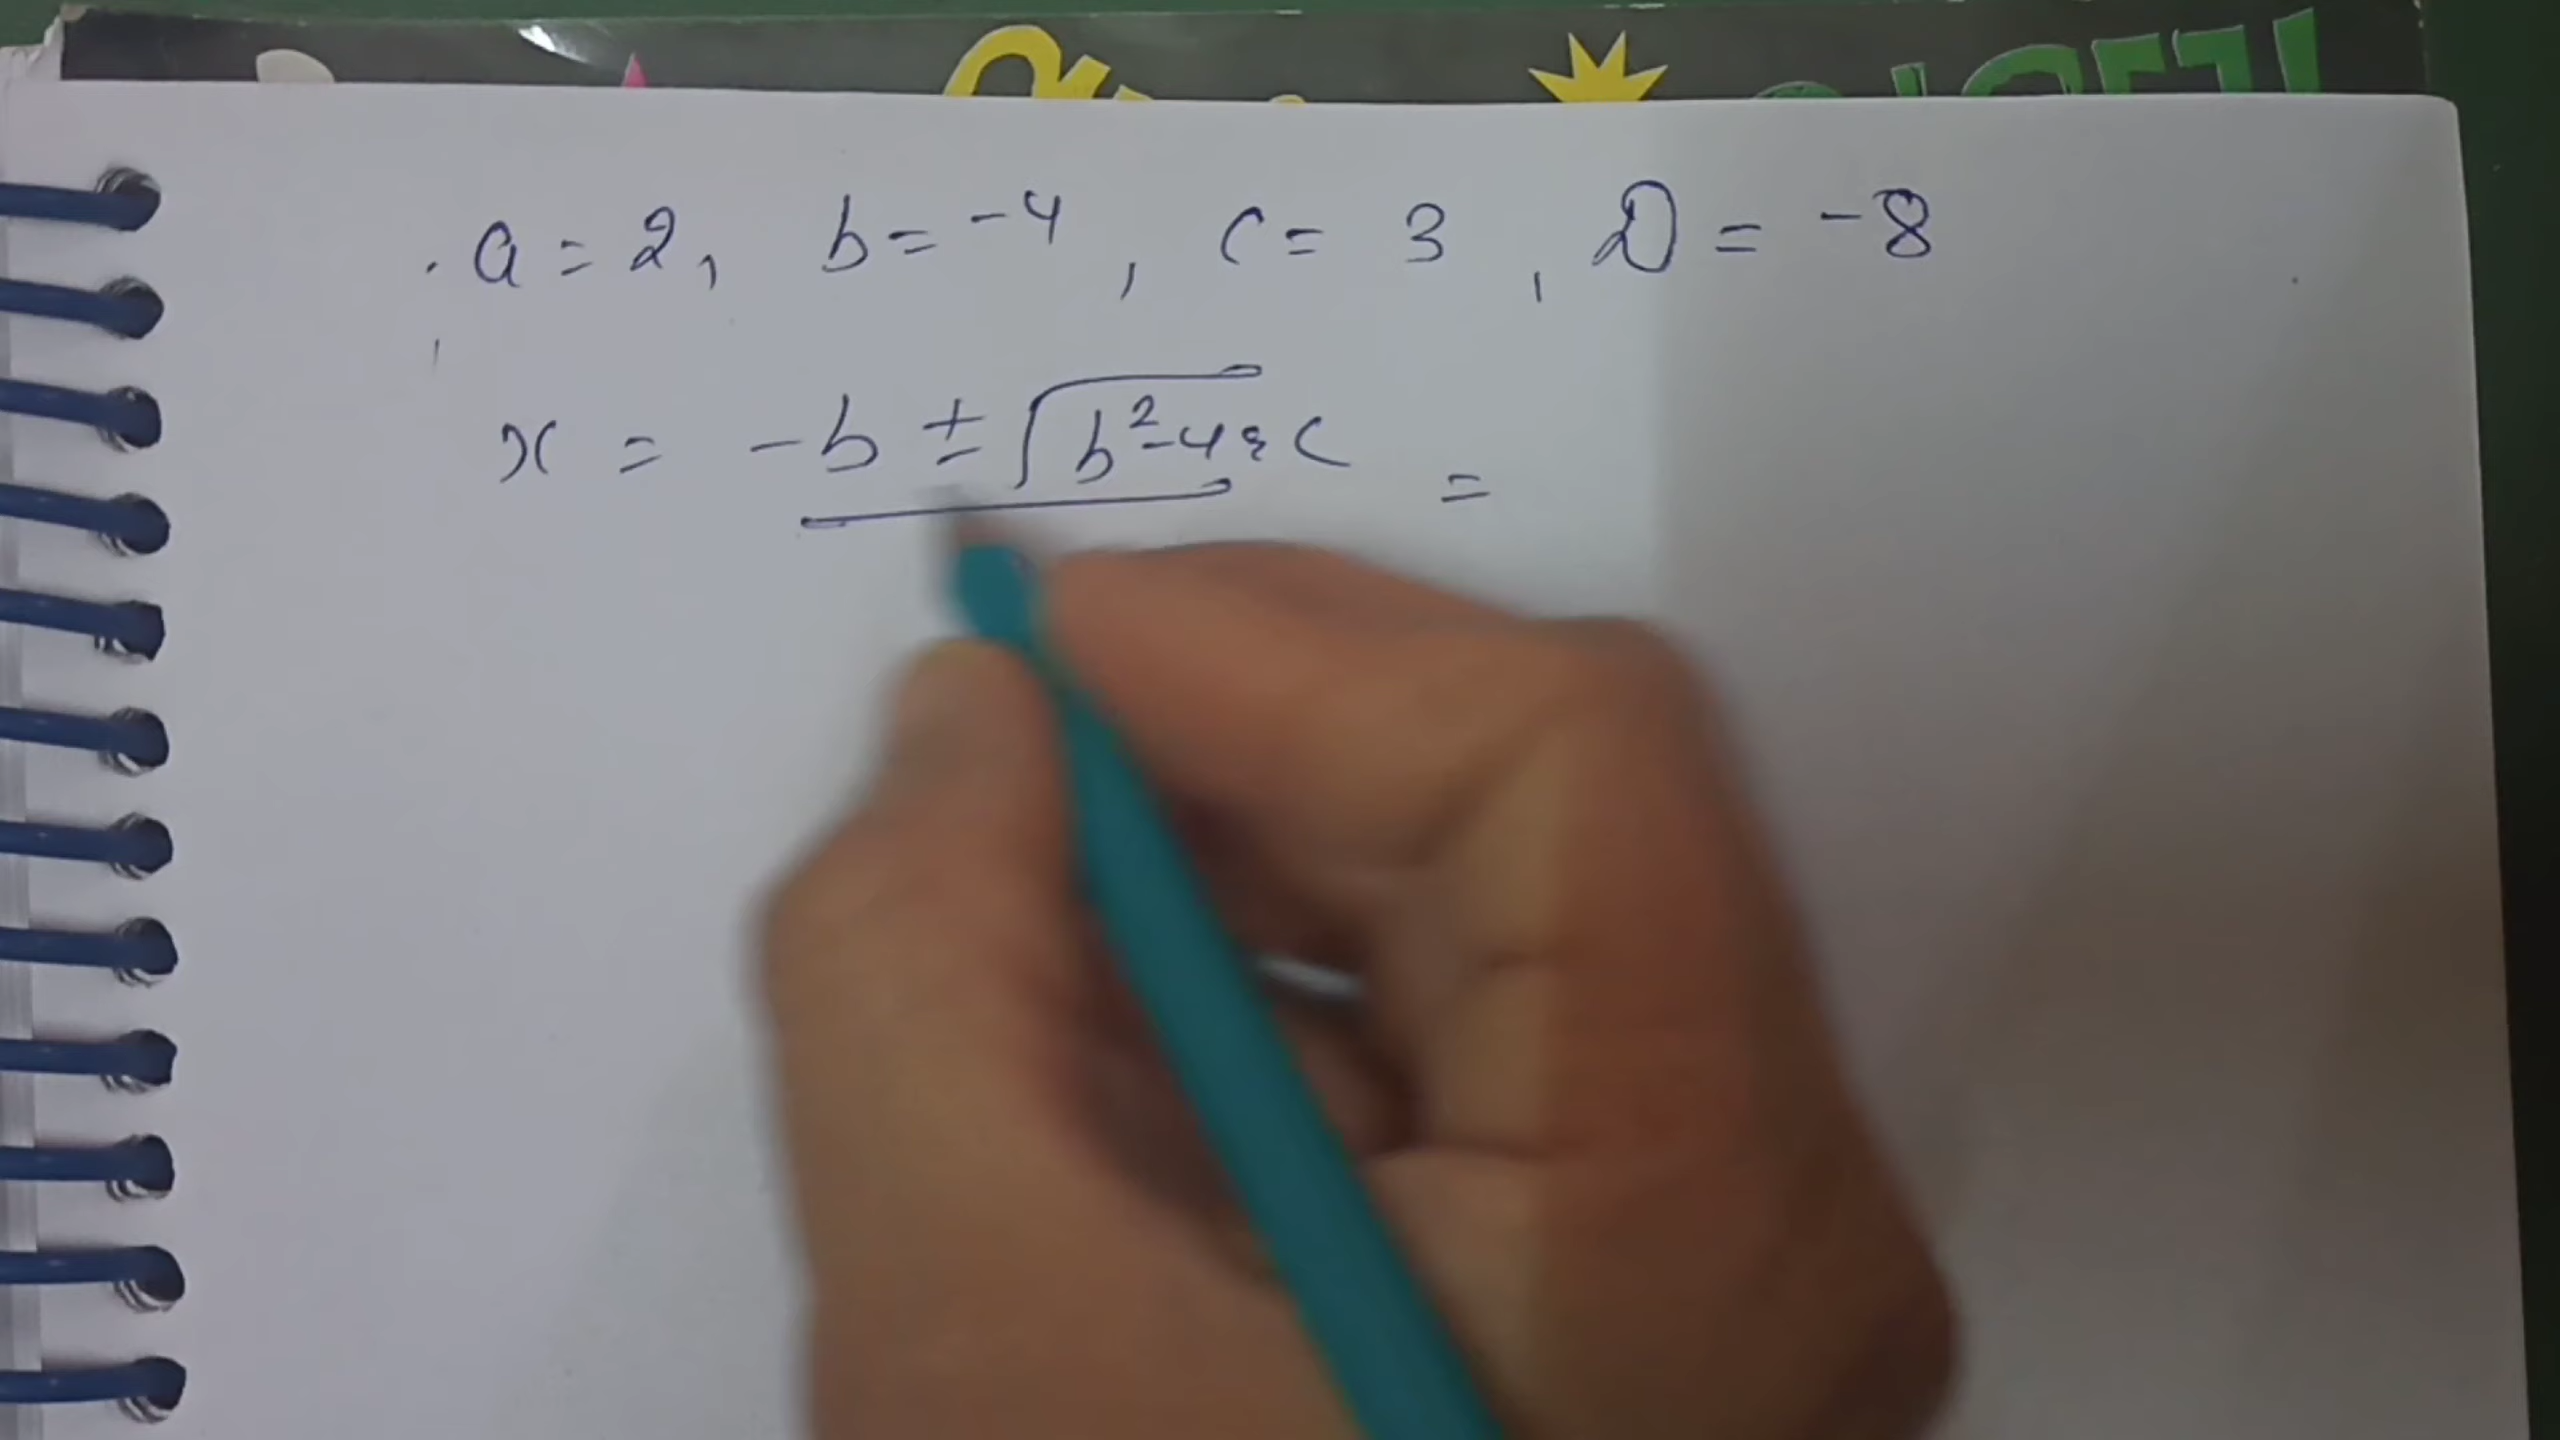 a = 2, b = -4, c = 3, D = -8
x = -b ± √b²-4ac =